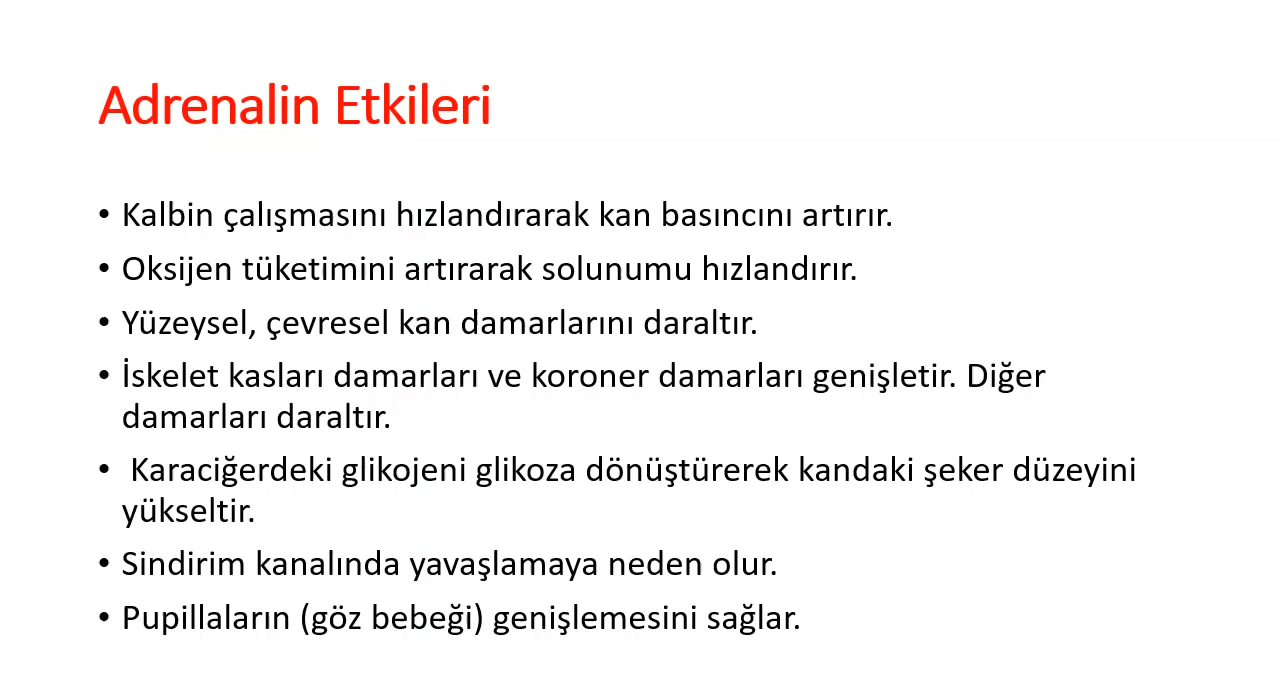 Adrenalin Etkileri
• Kalbin çalışmasını hızlandırarak kan basıncını artırır.
• Oksijen tüketimini artırarak solunumu hızlandırır.
• Yüzeysel, çevresel kan damarlarını daraltır.
• İskelet kasları damarları ve koroner damarları genişletir. Diğer
damarları daraltır.
• Karaciğerdeki glikojeni glikoza dönüştürerek kandaki şeker düzeyini
yükseltir.
• Sindirim kanalında yavaşlamaya neden olur.
• Pupillaların (göz bebeği) genişlemesini sağlar.